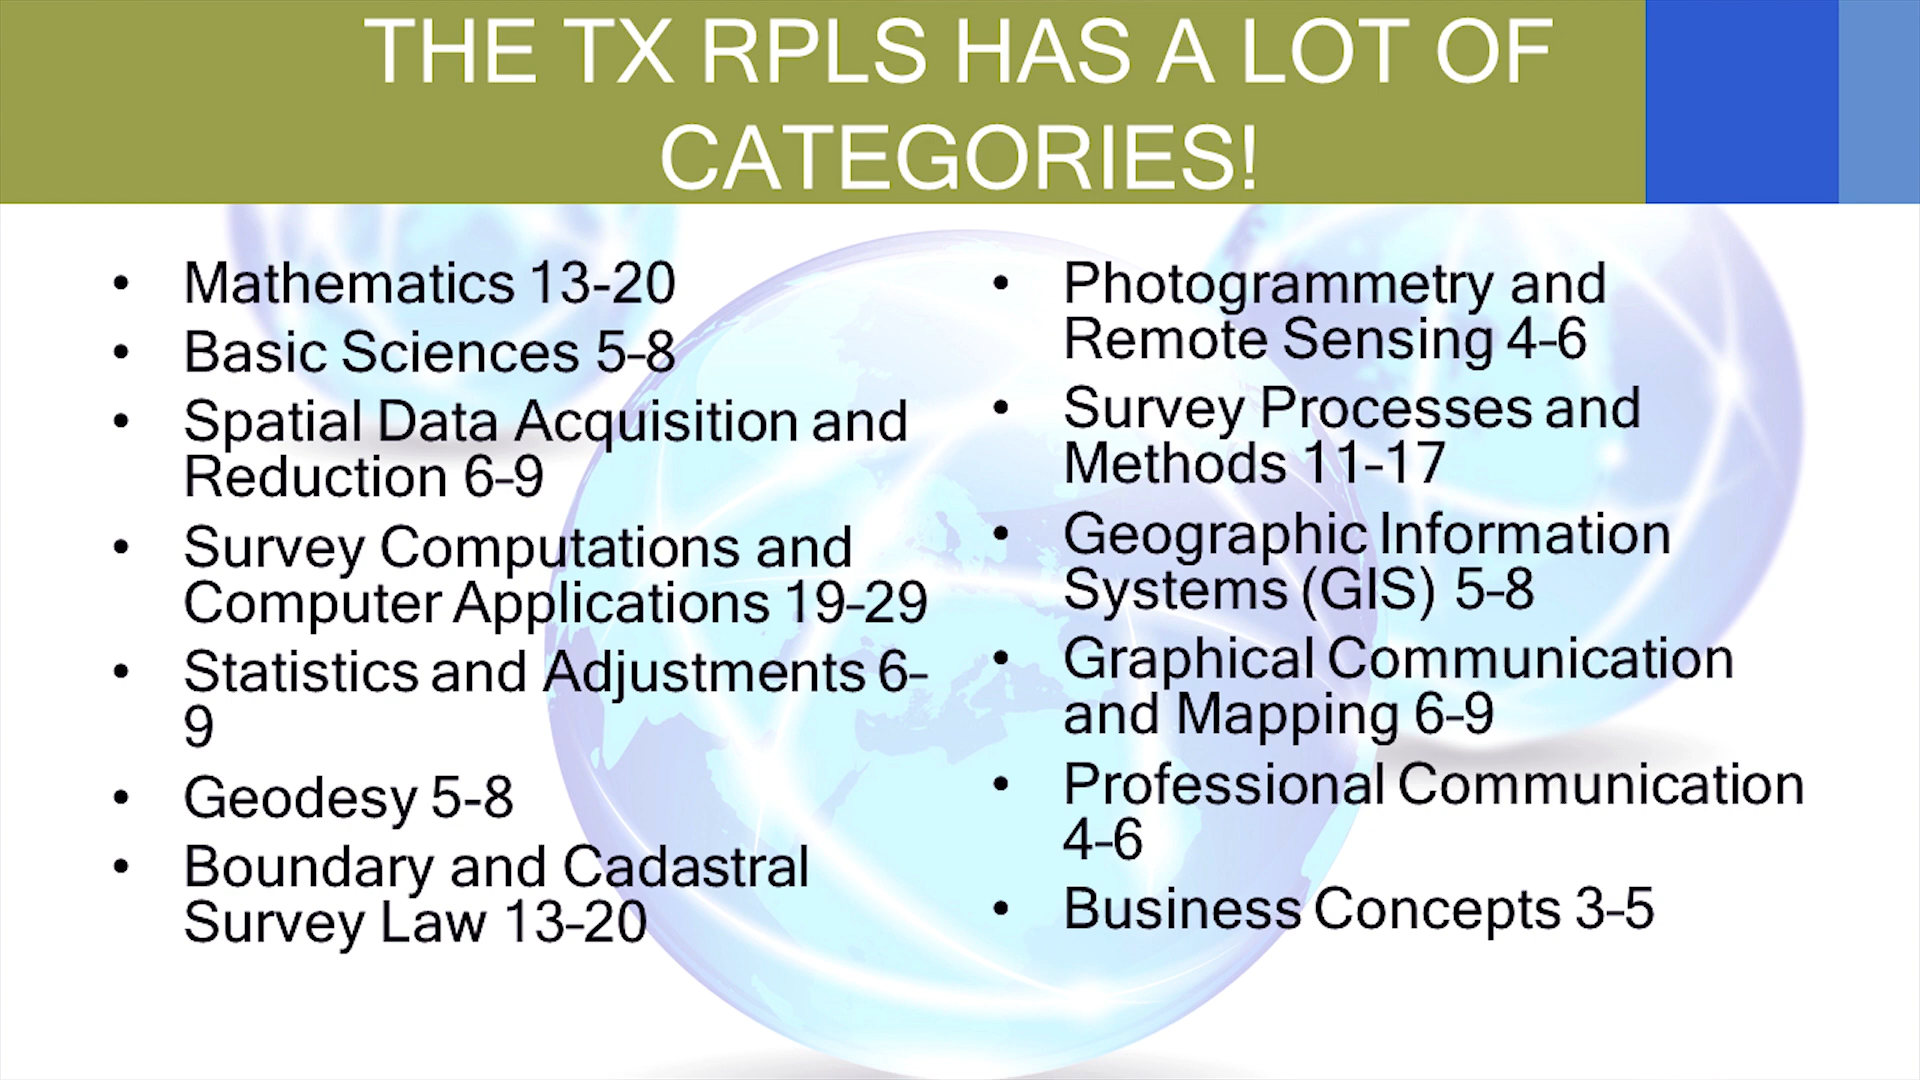 THE TX RPLS HAS A LOT OF
CATEGORIES!
• Mathematics 13-20
• Basic Sciences 5–8
• Spatial Data Acquisition and
Reduction 6–9
• Survey Computations and
Computer Applications 19–29
• Statistics and Adjustments 6–
9
• Geodesy 5-8
• Boundary and Cadastral
Survey Law 13–20
• Photogrammetry and
Remote Sensing 4–6
• Survey Processes and
Methods 11–17
• Geographic Information
Systems (GIS) 5–8
• Graphical Communication
and Mapping 6–9
• Professional Communication
4–6
• Business Concepts 3–5